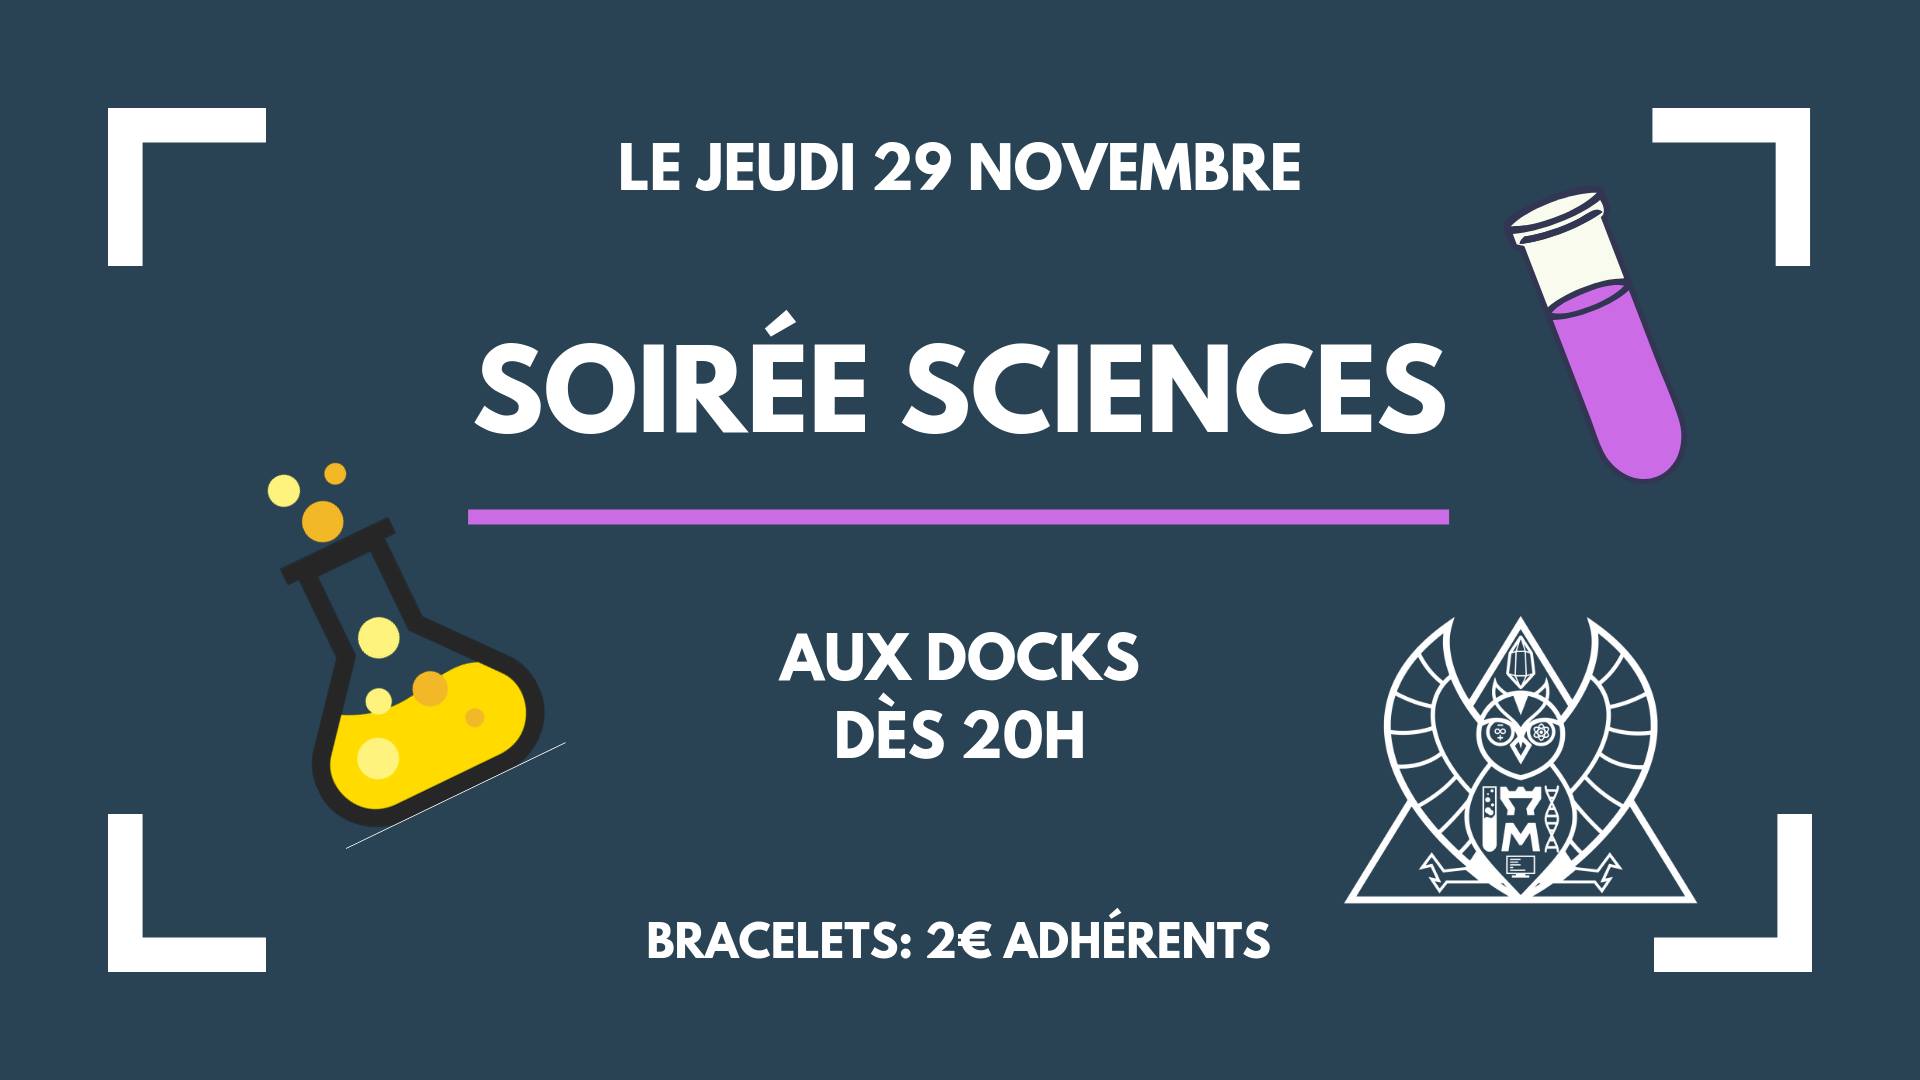 LE JEUDI 29 NOVEMBRE
SOIRÉE SCIENCES
AUX DOCKS
DÈS 20H
BRACELETS: 2€ ADHÉRENTS